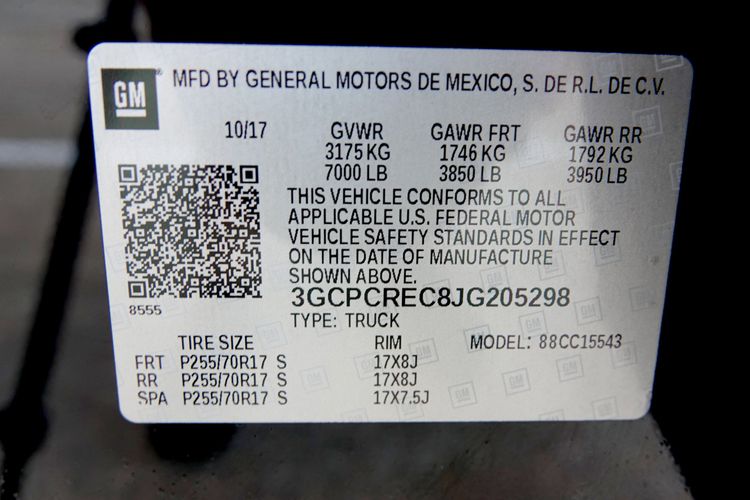 GM
MFD BY GENERAL MOTORS DE MEXICO, S. DE R.L. DE C.V.
10/17 GVWR GAWR FRT GAWR RR
3175 KG 1746 KG 1792 KG
7000 LB 3850 LB 3950 LB
THIS VEHICLE CONFORMS TO ALL
APPLICABLE U.S. FEDERAL MOTOR
VEHICLE SAFETY STANDARDS IN EFFECT
ON THE DATE OF MANUFACTURE
SHOWN ABOVE.
8555
3GCPCREC8JG205298
TYPE: TRUCK
TIRE SIZE RIM MODEL: 88CC15543
FRT P255/70R17 S 17X8J
RR P255/70R17 S 17X8J
SPA P255/70R17 S 17X7.5J